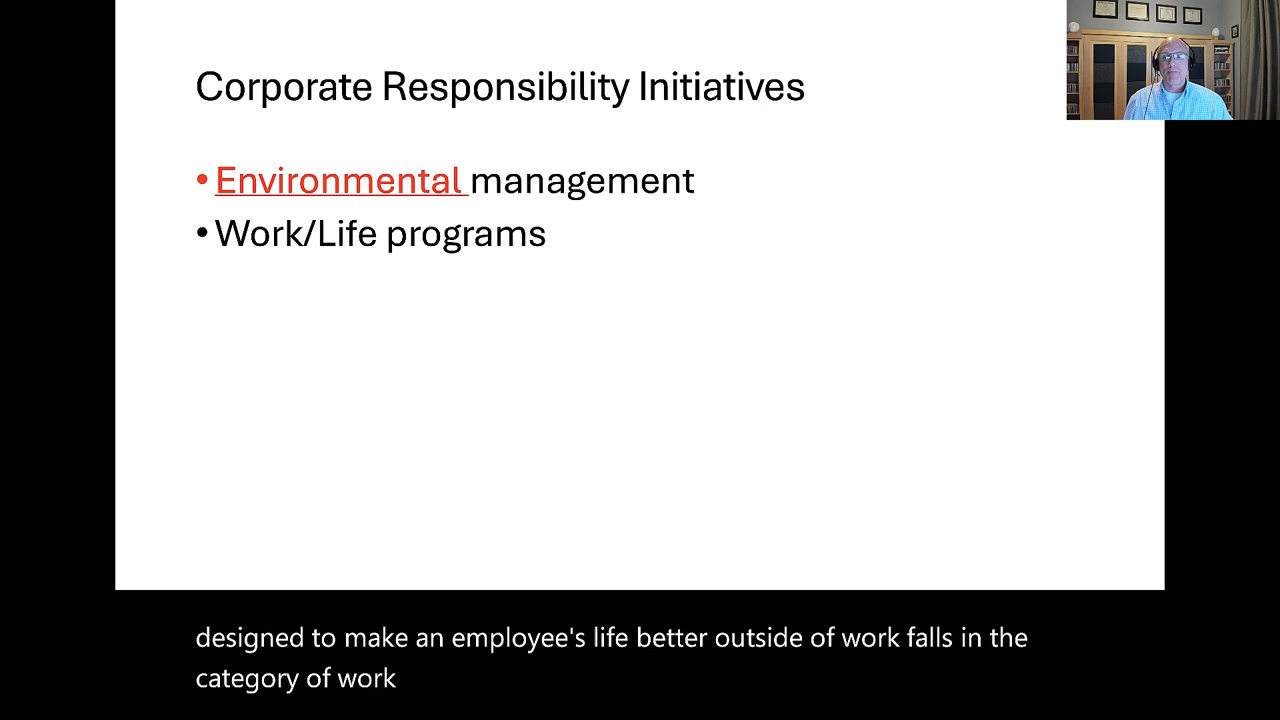 Corporate Responsibility Initiatives
• Environmental management
• Work/Life programs
designed to make an employee's life better outside of work falls in the
category of work